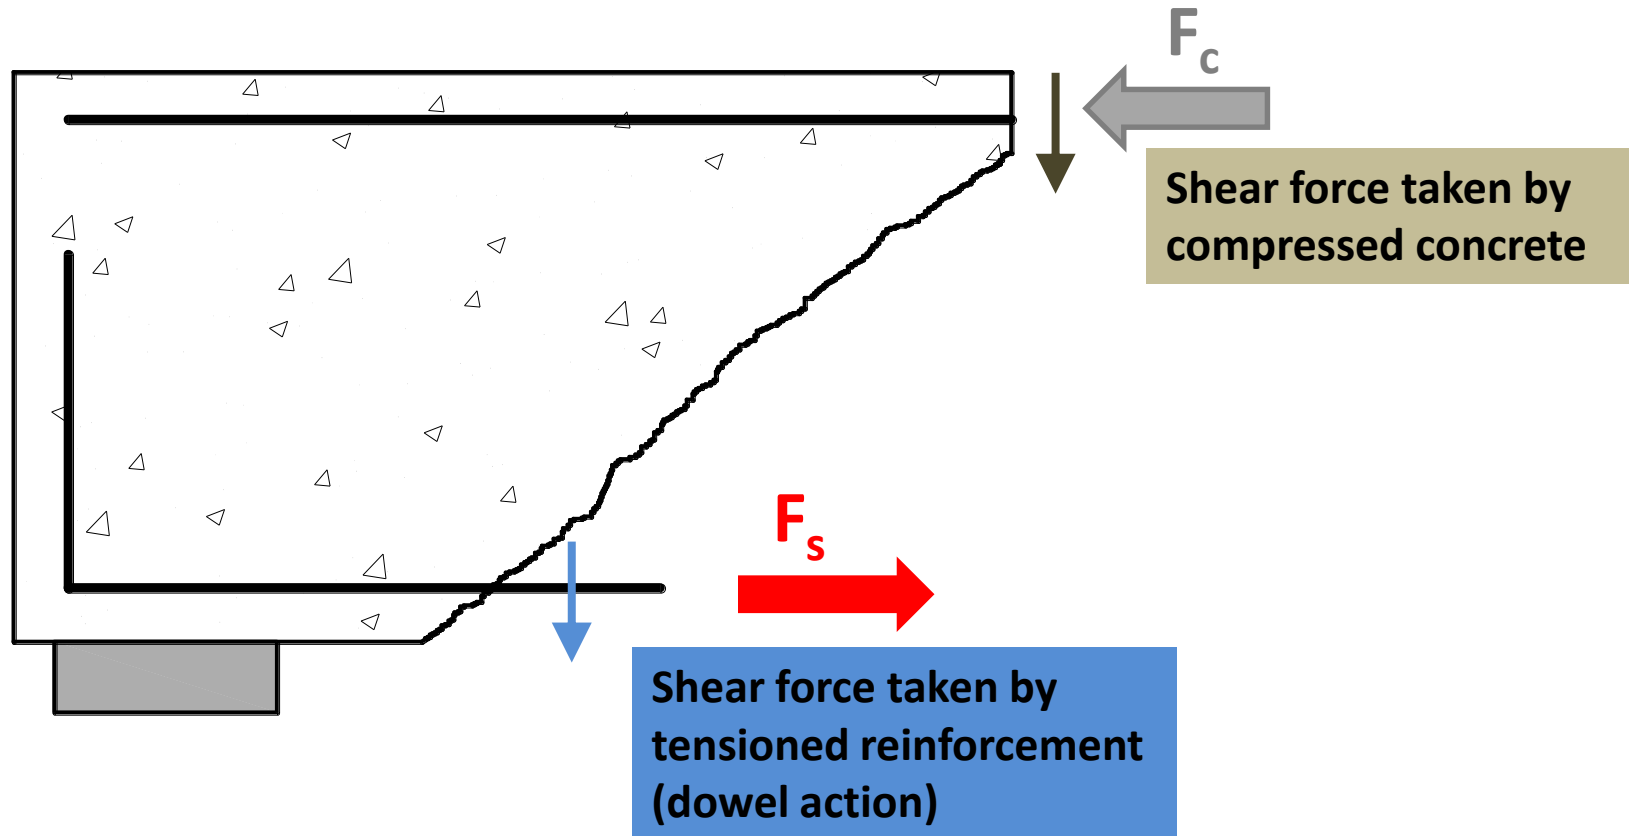 Fc
Shear force taken by
compressed concrete
Fs
Shear force taken by
tensioned reinforcement
(dowel action)